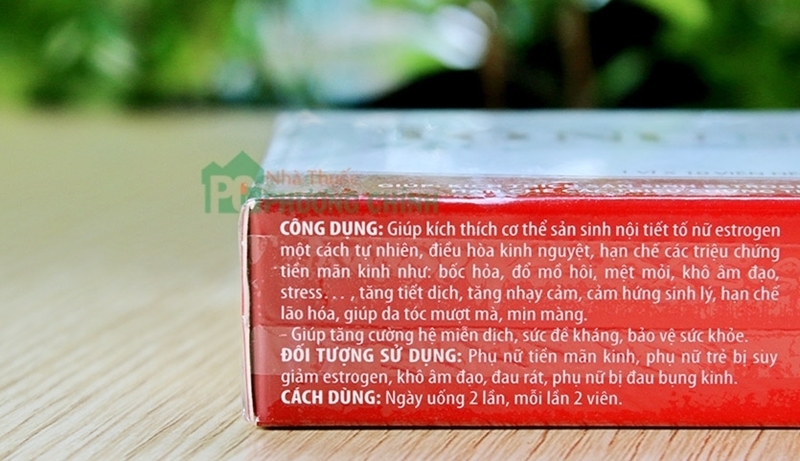 Nhà Thuốc
PHƯƠNG CHÍNH
CÔNG DỤNG: Giúp kích thích cơ thể sản sinh nội tiết tố nữ estrogen
một cách tự nhiên, điều hòa kinh nguyệt, hạn chế các triệu chứng
tiền mãn kinh như: bốc hỏa, đổ mồ hôi, mệt mỏi, khô âm đạo,
stress. . . , tăng tiết dịch, tăng nhạy cảm, cảm hứng sinh lý, hạn chế
lão hóa, giúp da tóc mượt mà, mịn màng.
– Giúp tăng cường hệ miễn dịch, sức đề kháng, bảo vệ sức khỏe.
ĐỐI TƯỢNG SỬ DỤNG: Phụ nữ tiền mãn kinh, phụ nữ trẻ bị suy
giảm estrogen, khô âm đạo, đau rát, phụ nữ bị đau bụng kinh.
CÁCH DÙNG: Ngày uống 2 lần, mỗi lần 2 viên.